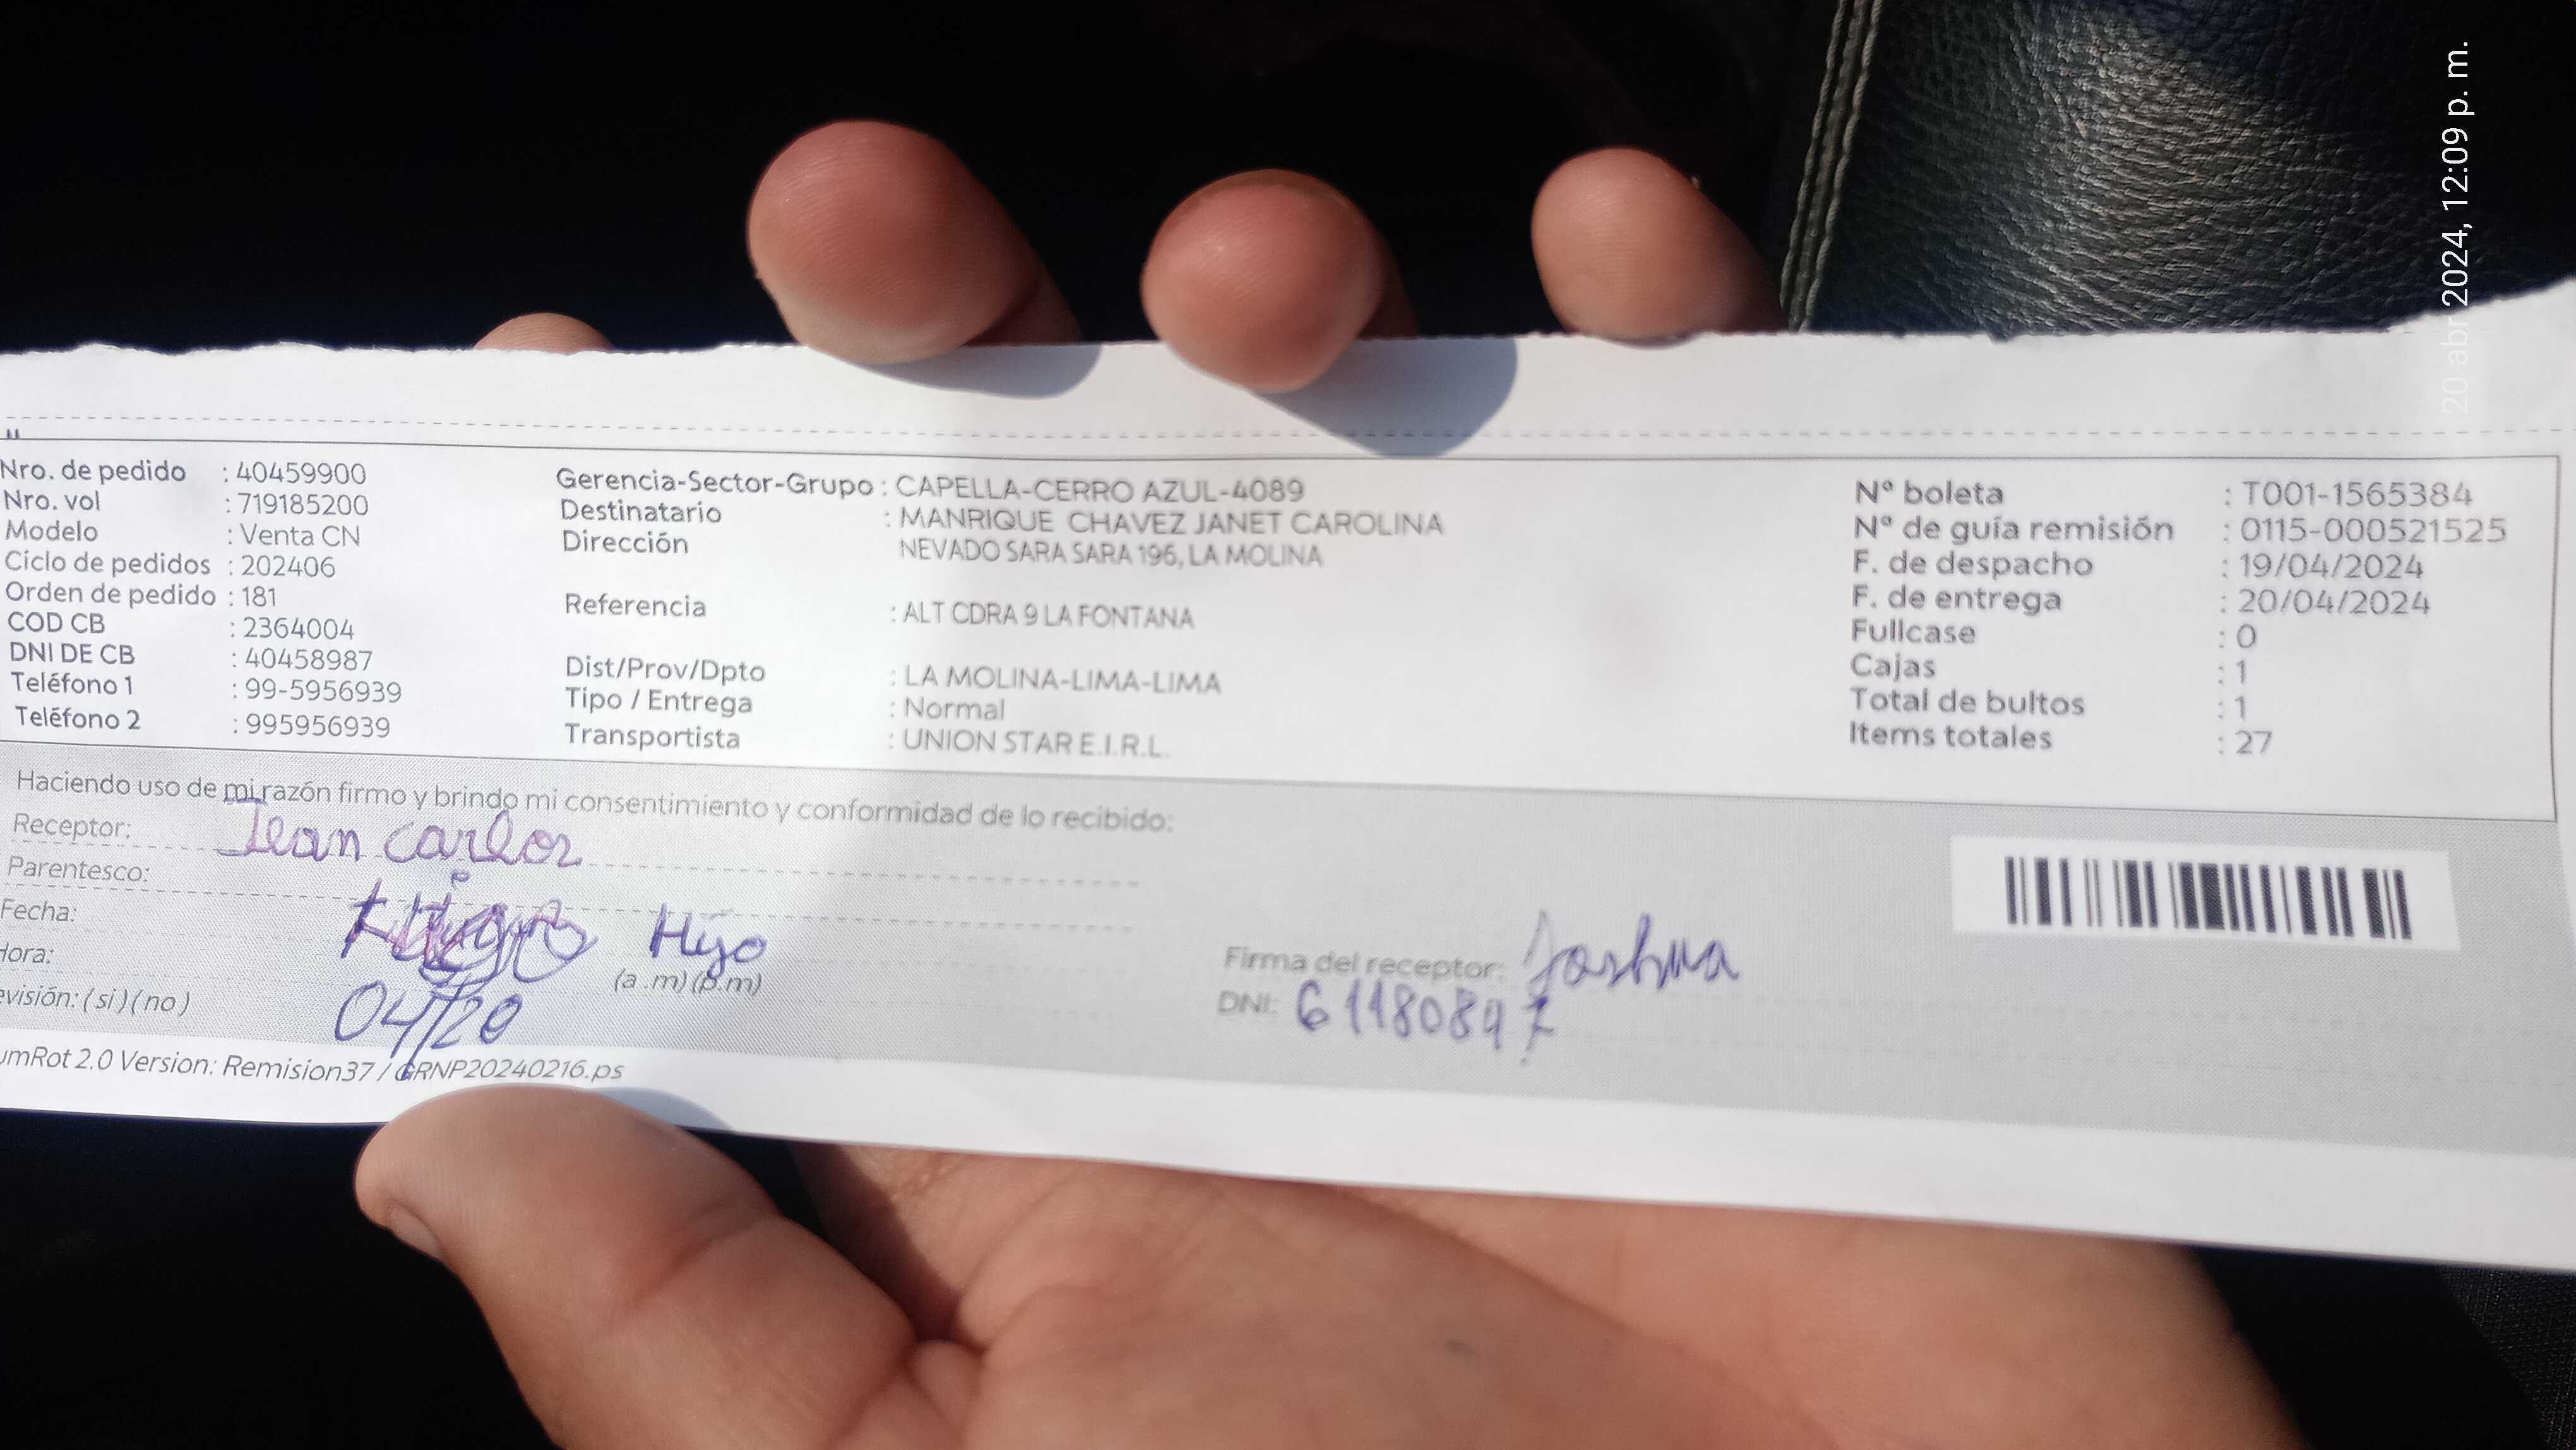 Nro. de pedido : 40459900
Nro. vol : 719185200
Modelo : Venta CN
Ciclo de pedidos : 202406
Orden de pedido : 181
COD CB : 2364004
DNI DE CB : 40458987
Teléfono 1 : 99-5956939
Teléfono 2 : 995956939
Gerencia-Sector-Grupo : CAPELLA-CERRO AZUL-4089
Destinatario : MANRIQUE CHAVEZ JANET CAROLINA
Dirección NEVADO SARA SARA 196, LA MOLINA
Referencia : ALT CDRA 9 LA FONTANA
Dist/Prov/Dpto : LA MOLINA-LIMA-LIMA
Tipo / Entrega : Normal
Transportista : UNION STAR E.I.R.L.
Nº boleta : T001-1565384
Nº de guía remisión : 0115-000521525
F. de despacho : 19/04/2024
F. de entrega : 20/04/2024
Fullcase : 0
Cajas : 1
Total de bultos : 1
Items totales : 27
Haciendo uso de mi razón firmo y brindo mi consentimiento y conformidad de lo recibido:
Receptor: Jean Carlos
Parentesco:
Fecha: Hijo
Hora: (a.m) (p.m)
evisión: (si) (no) 04/20
Firma del receptor: Joshua
DNI: 61180847
umRot 2.0 Version: Remision37 / GRNP20240216.ps
20 abr 2024, 12:09 p. m.